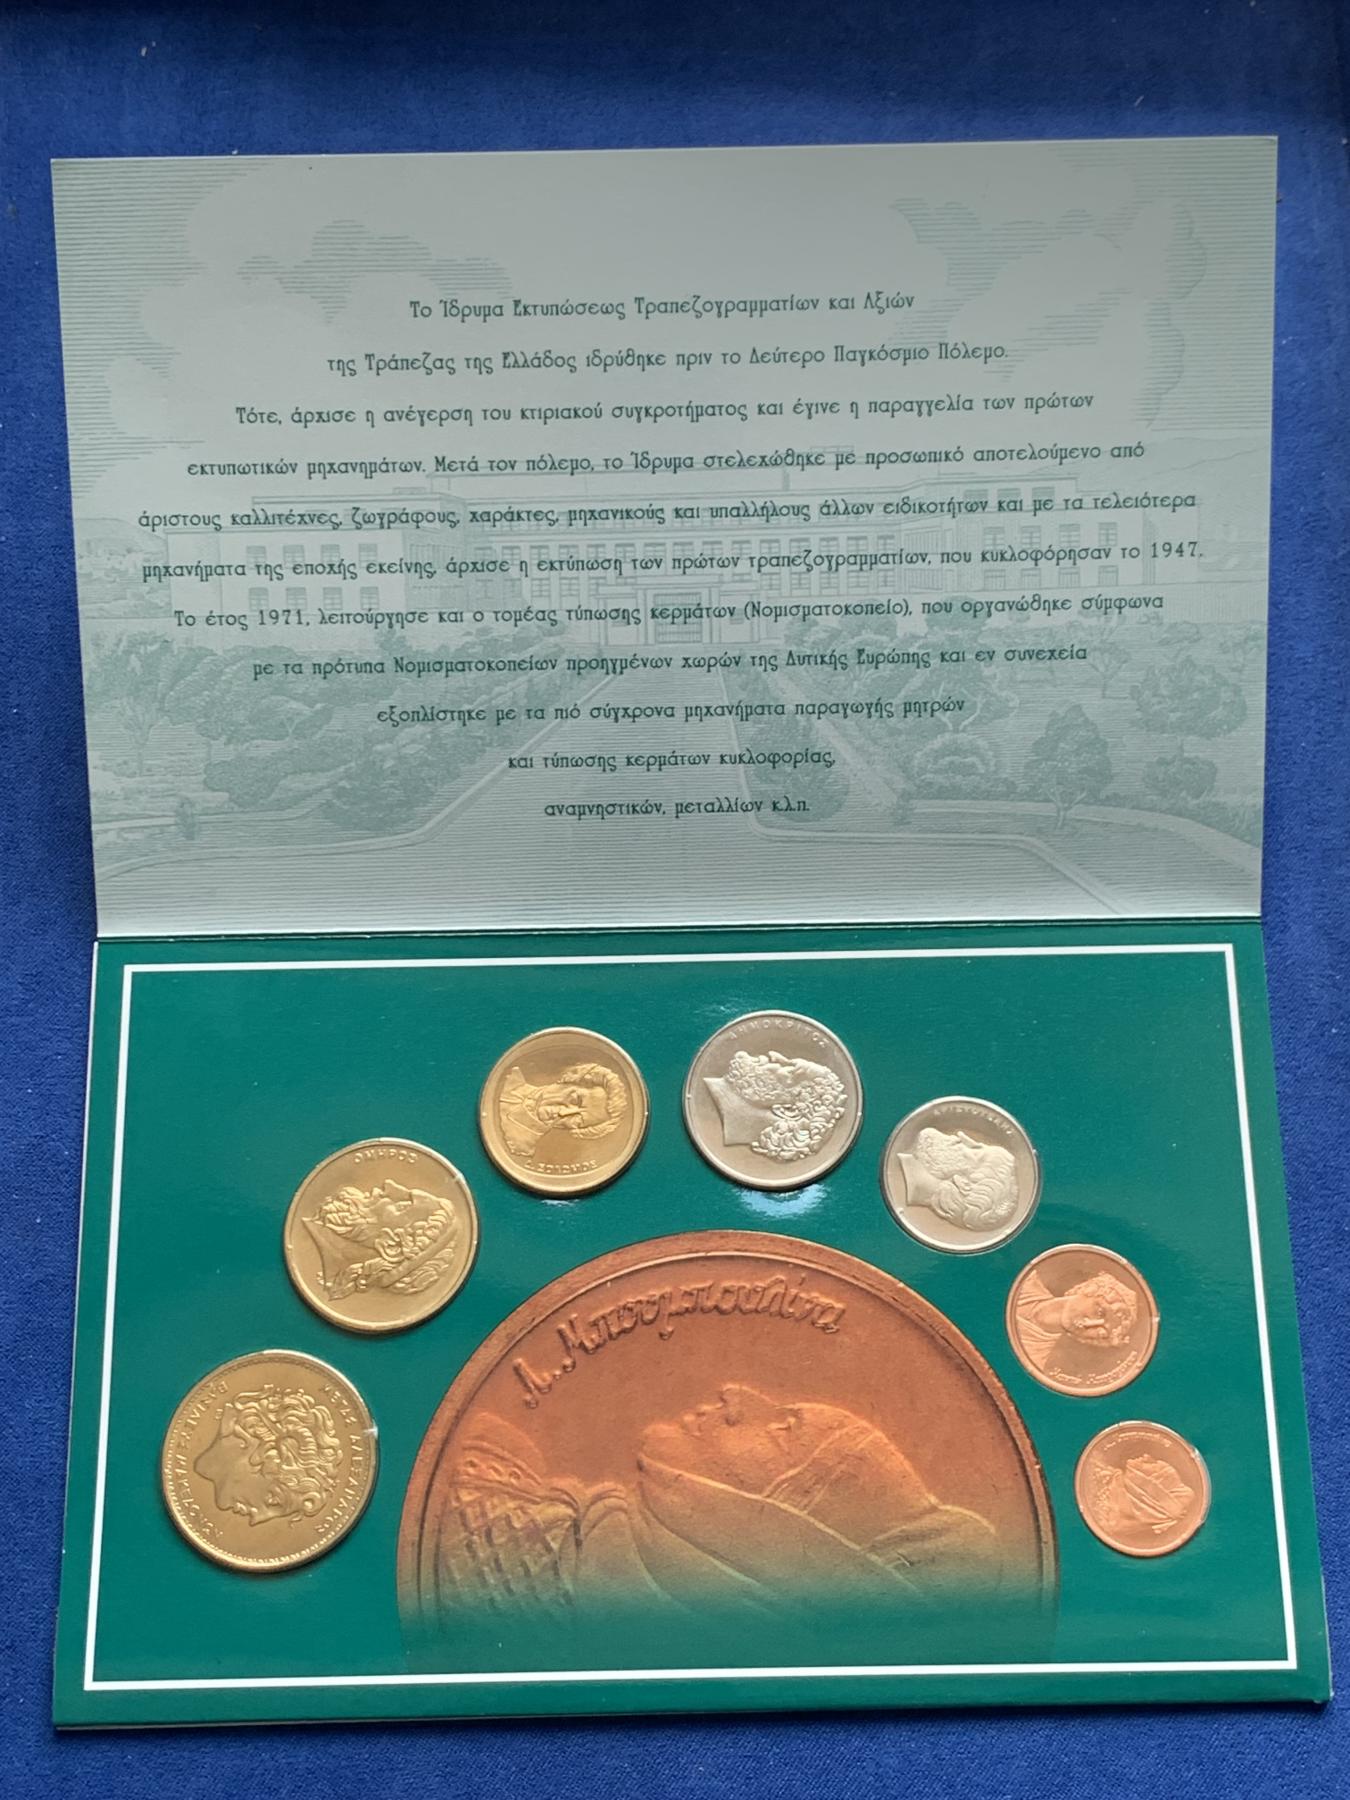 Το Ίδρυμα Εκτυπώσεως Τραπεζογραμματίων και Αξιών
της Τράπεζας της Ελλάδος ιδρύθηκε πριν το Δεύτερο Παγκόσμιο Πόλεμο.
Τότε, άρχισε η ανέγερση του κτιριακού συγκροτήματος και έγινε η παραγγελία των πρώτων
εκτυπωτικών μηχανημάτων. Μετά τον πόλεμο, το Ίδρυμα στελεχώθηκε με προσωπικό αποτελούμενο από
άριστους καλλιτέχνες, ζωγράφους, χαράκτες, μηχανικούς και υπαλλήλους άλλων ειδικοτήτων και με τα τελειότερα
μηχανήματα της εποχής εκείνης, άρχισε η εκτύπωση των πρώτων τραπεζογραμματίων, που κυκλοφόρησαν το 1947.
Το έτος 1971, λειτούργησε και ο τομέας τύπωσης κερμάτων (Νομισματοκοπείο), που οργανώθηκε σύμφωνα
με τα πρότυπα Νομισματοκοπείων προηγμένων χωρών της Δυτικής Ευρώπης και εν συνεχεία
εξοπλίστηκε με τα πιό σύγχρονα μηχανήματα παραγωγής μητρών
και τύπωσης κερμάτων κυκλοφορίας,
αναμνηστικών, μεταλλίων κ.λ.π.
ΔΗΜΟΚΡΙΤΟΣ
ΑΡΙΣΤΟΤΕΛΗΣ
ΟΜΗΡΟΣ
Δ. ΣΟΛΩΜΟΣ
Λ. Μπουμπουλίνα
ΜΕΓΑΣ ΑΛΕΞΑΝΔΡΟΣ
ΒΑΣΙΛΕΥΣ ΜΑΚΕΔΟΝΩΝ